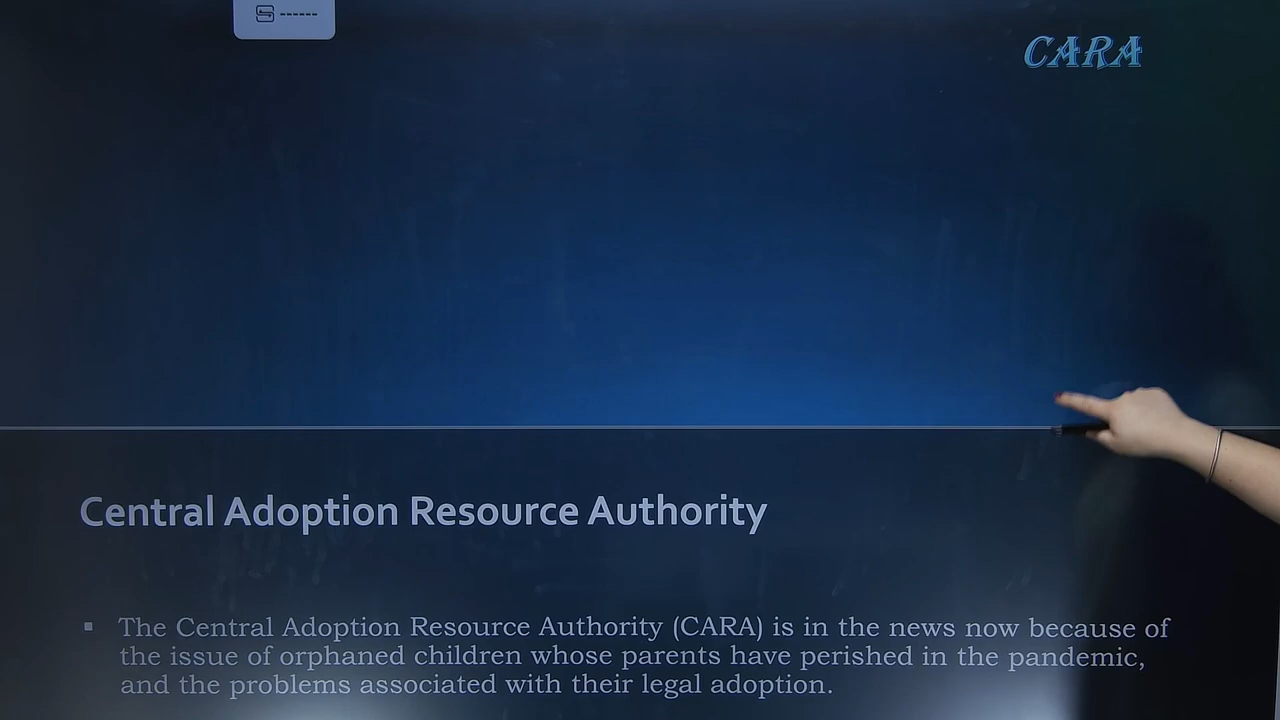 CARA
Central Adoption Resource Authority
▪ The Central Adoption Resource Authority (CARA) is in the news now because of
the issue of orphaned children whose parents have perished in the pandemic,
and the problems associated with their legal adoption.